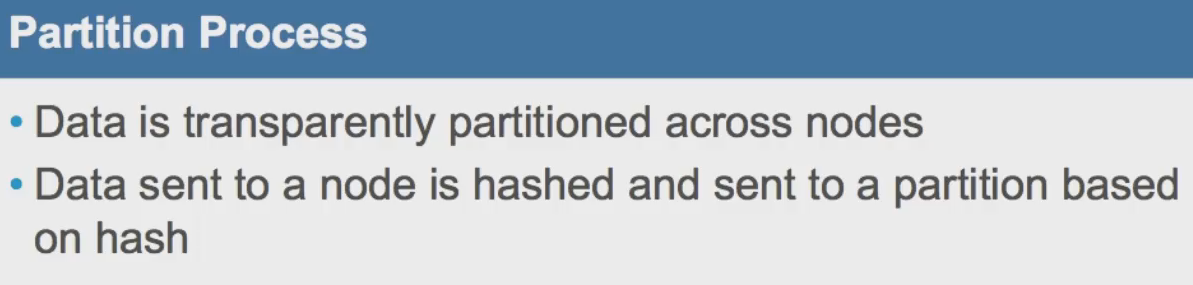 Partition Process
• Data is transparently partitioned across nodes
• Data sent to a node is hashed and sent to a partition based
on hash